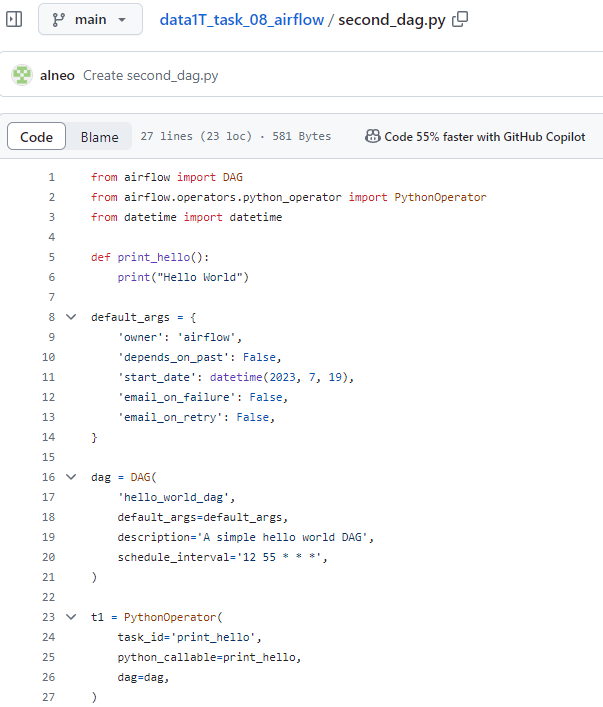 main
data1T_task_08_airflow / second_dag.py
alneo Create second_dag.py
Code Blame 27 lines (23 loc) · 581 Bytes Code 55% faster with GitHub Copilot
1 from airflow import DAG
2 from airflow.operators.python_operator import PythonOperator
3 from datetime import datetime
4
5 def print_hello():
6     print("Hello World")
7
8 default_args = {
9     'owner': 'airflow',
10     'depends_on_past': False,
11     'start_date': datetime(2023, 7, 19),
12     'email_on_failure': False,
13     'email_on_retry': False,
14 }
15
16 dag = DAG(
17     'hello_world_dag',
18     default_args=default_args,
19     description='A simple hello world DAG',
20     schedule_interval='12 55 * * *',
21 )
22
23 t1 = PythonOperator(
24     task_id='print_hello',
25     python_callable=print_hello,
26     dag=dag,
27 )